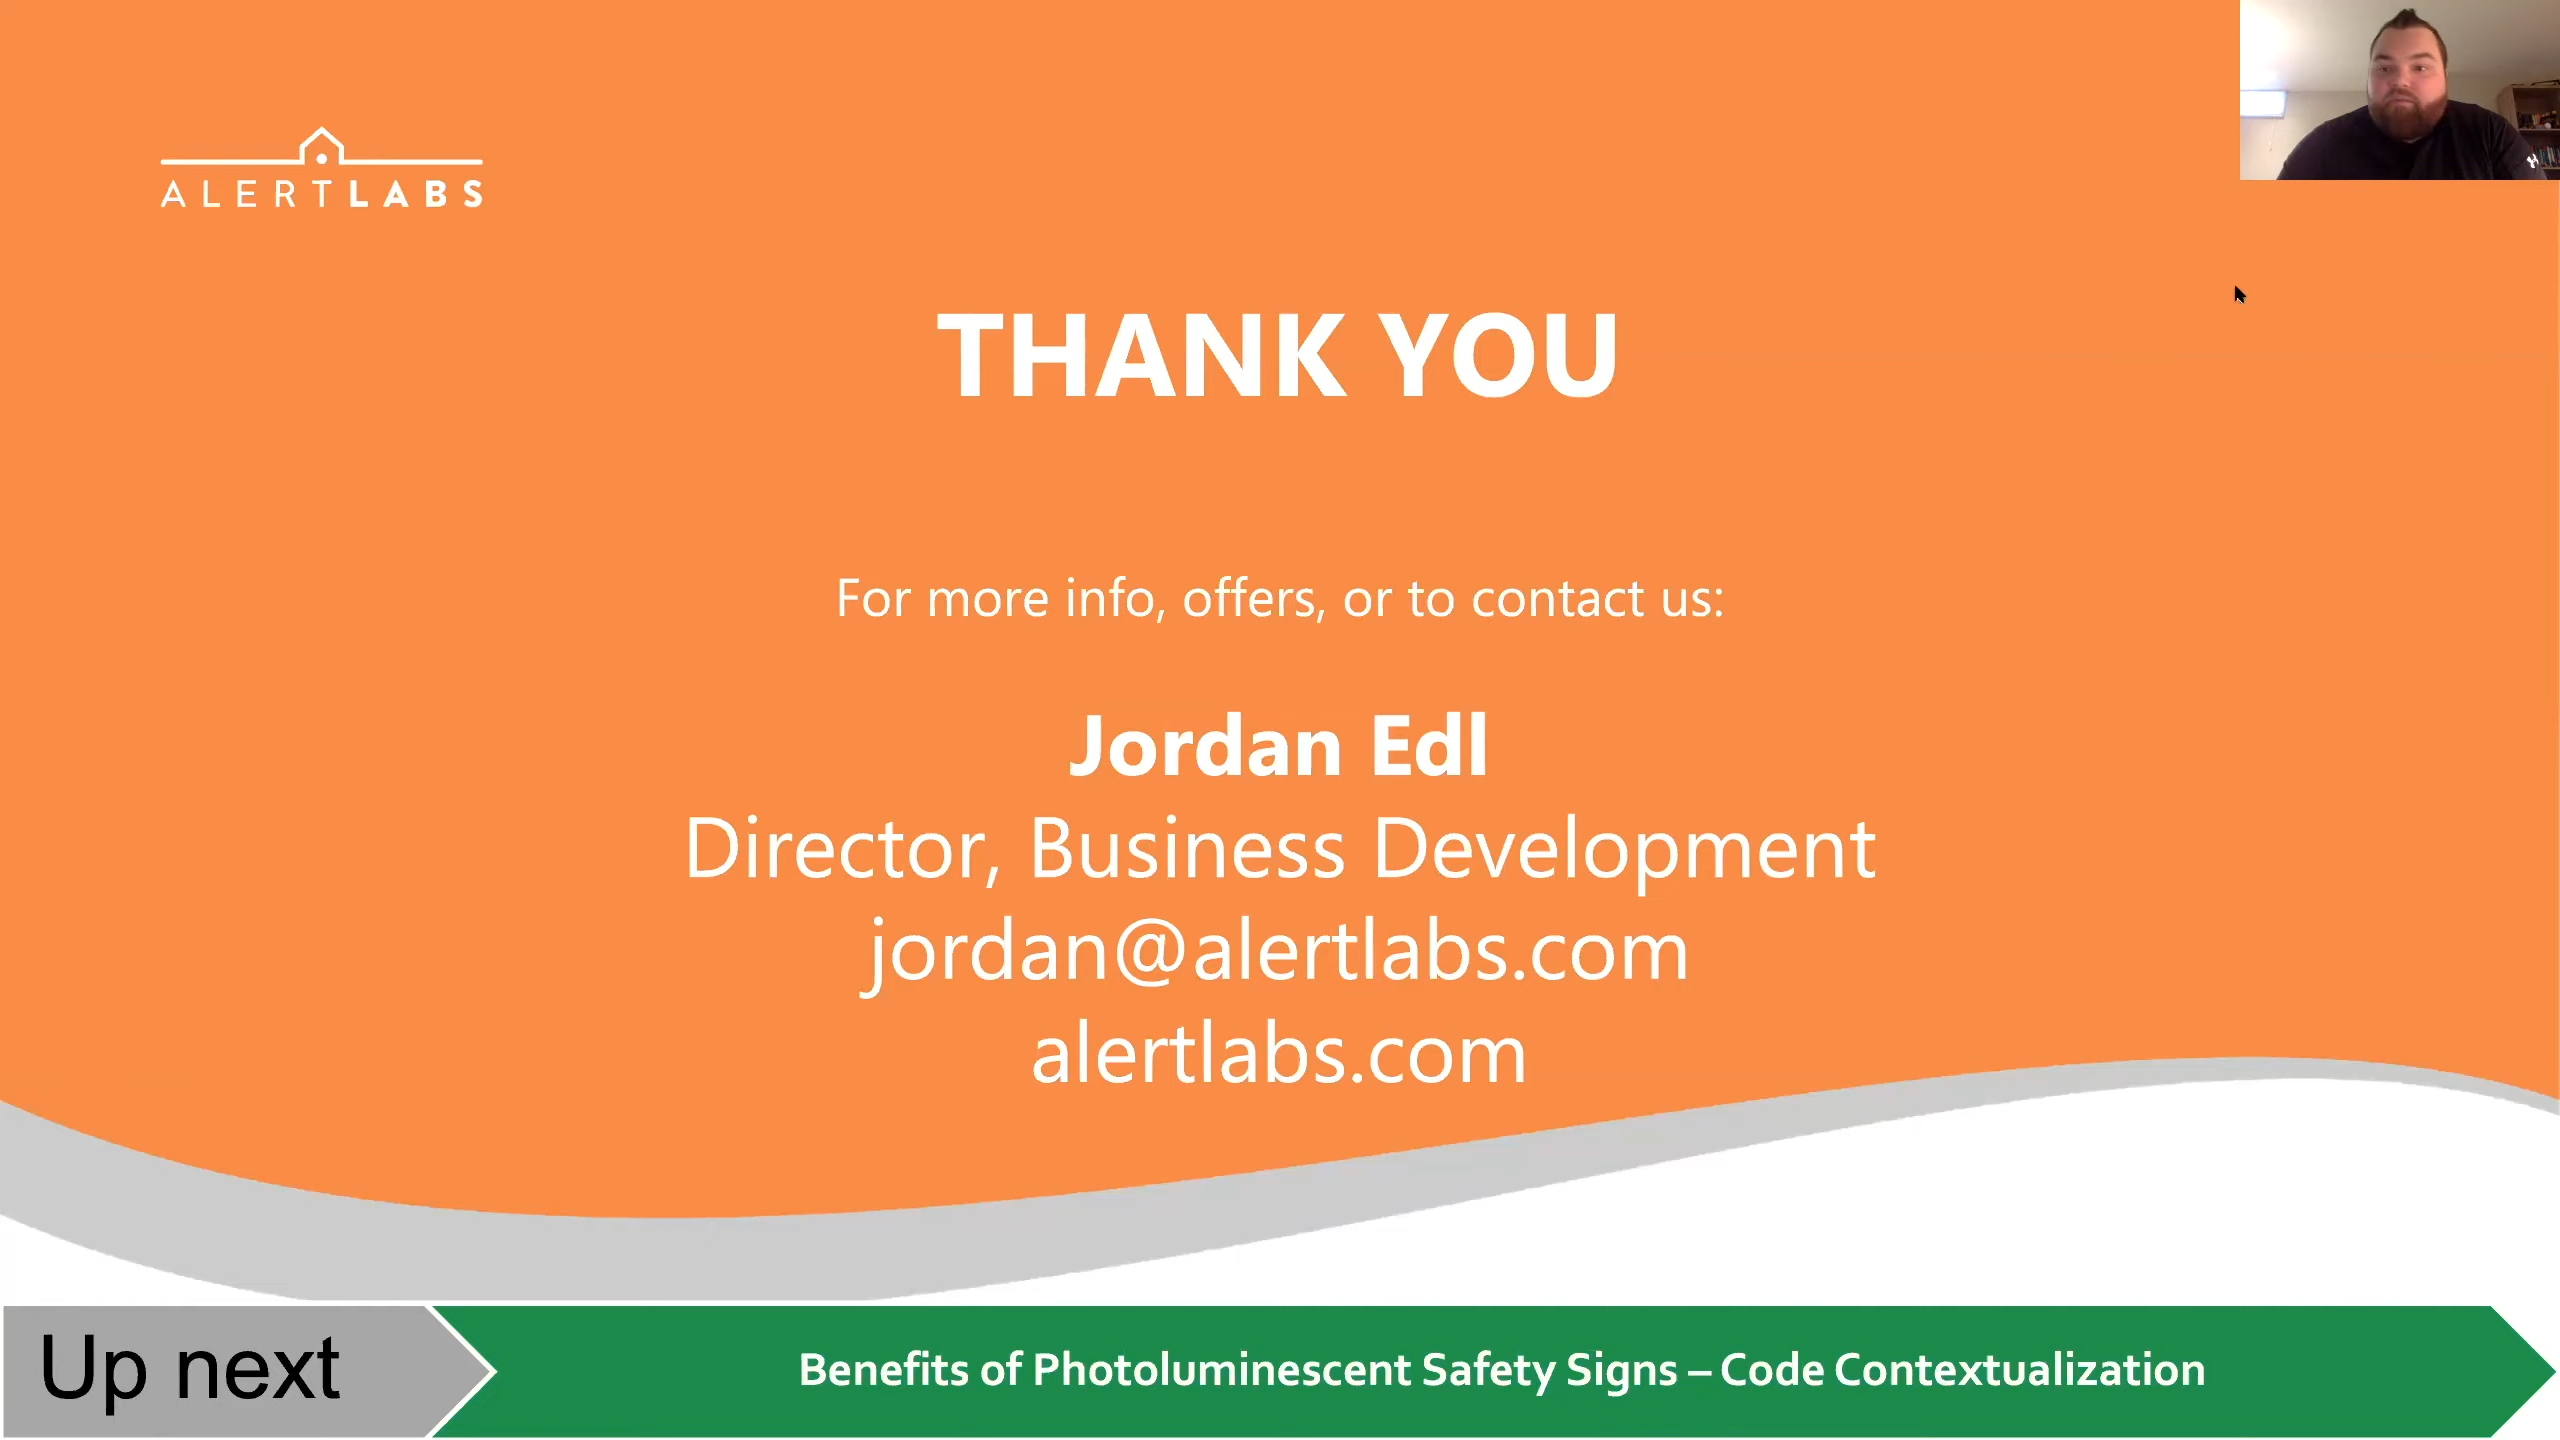 ALERTLABS
THANK YOU
For more info, offers, or to contact us:
Jordan Edl
Director, Business Development
jordan@alertlabs.com
alertlabs.com
Up next
Benefits of Photoluminescent Safety Signs – Code Contextualization